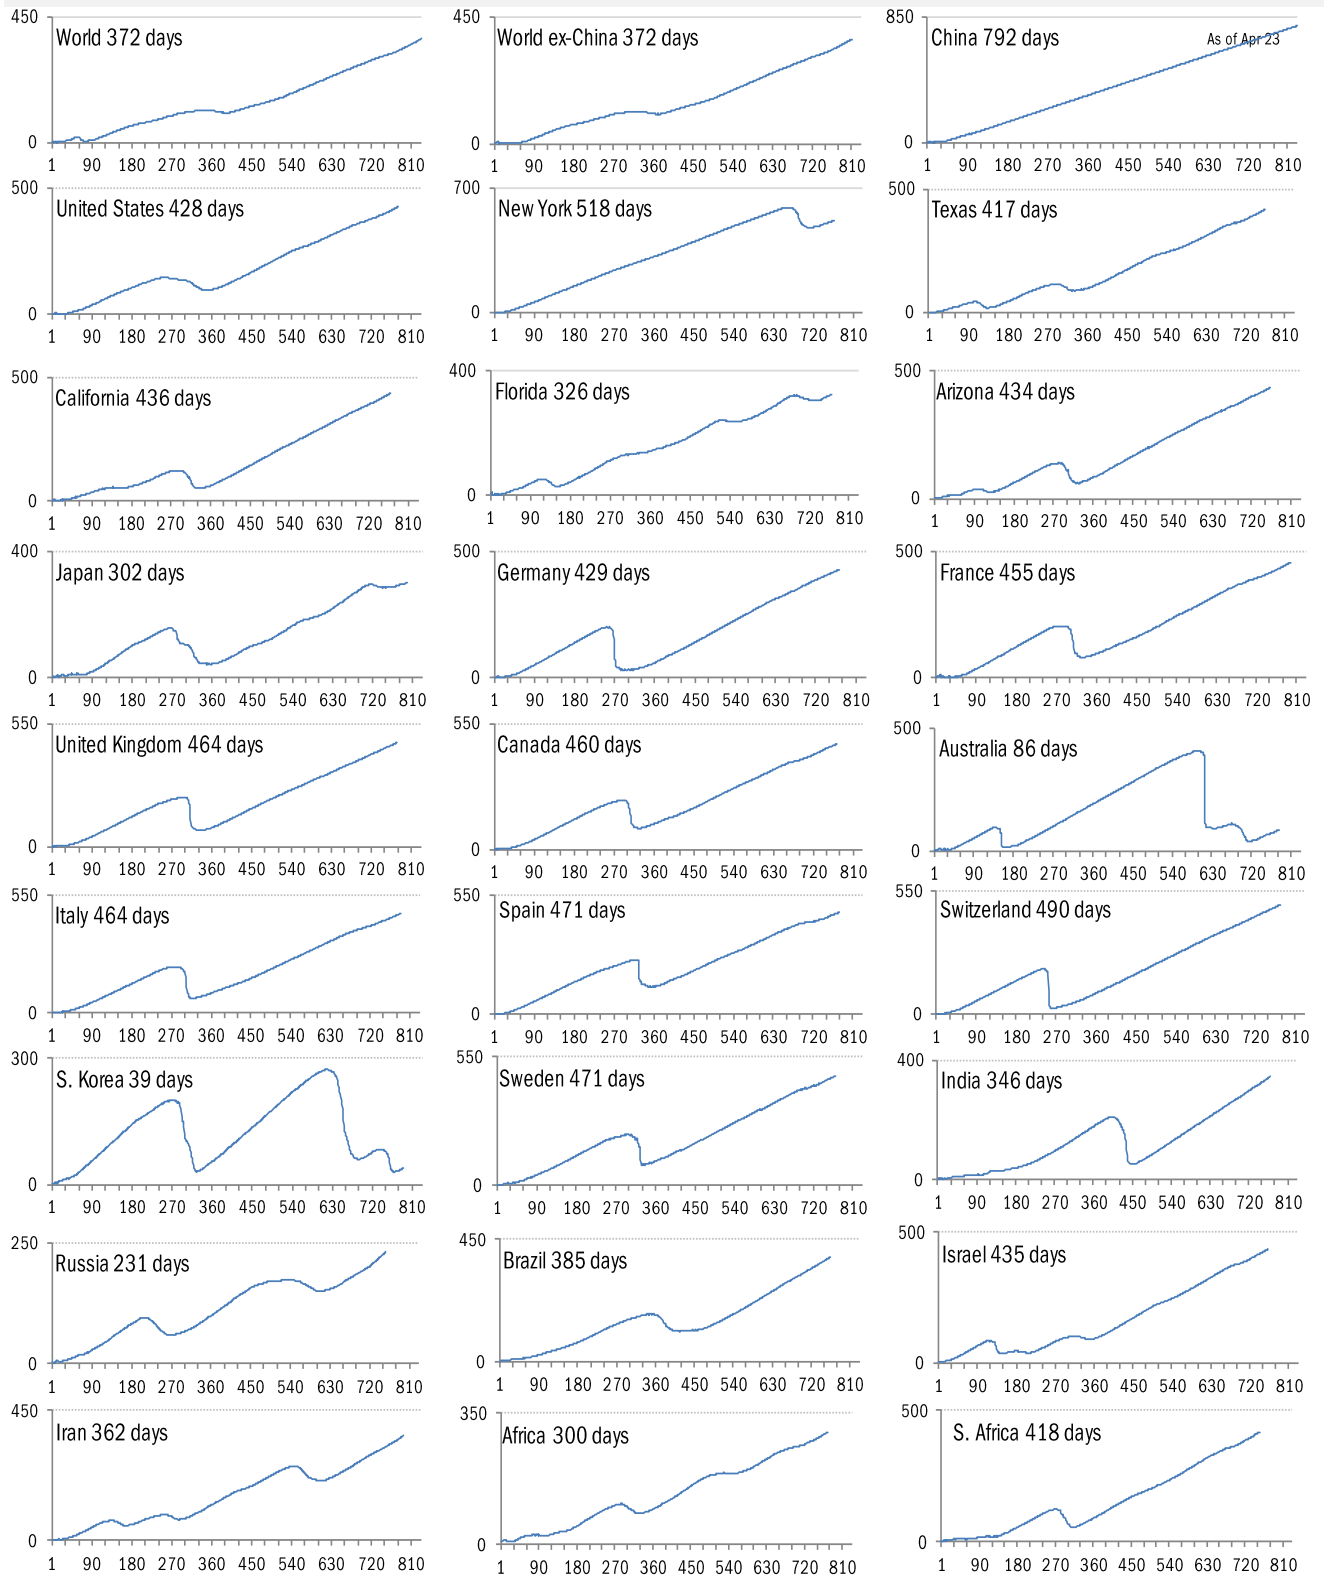 450 450 850
World 372 days World ex-China 372 days China 792 days As of Apr 23
0 0 0
1 90 180 270 360 450 540 630 720 810 1 90 180 270 360 450 540 630 720 810 1 90 180 270 360 450 540 630 720 810
500 700 500
United States 428 days New York 518 days Texas 417 days
0 0 0
1 90 180 270 360 450 540 630 720 810 1 90 180 270 360 450 540 630 720 810 1 90 180 270 360 450 540 630 720 810
500 400 500
California 436 days Florida 326 days Arizona 434 days
0 0 0
1 90 180 270 360 450 540 630 720 810 1 90 180 270 360 450 540 630 720 810 1 90 180 270 360 450 540 630 720 810
400 500 500
Japan 302 days Germany 429 days France 455 days
0 0 0
1 90 180 270 360 450 540 630 720 810 1 90 180 270 360 450 540 630 720 810 1 90 180 270 360 450 540 630 720 810
550 550 500
United Kingdom 464 days Canada 460 days Australia 86 days
0 0 0
1 90 180 270 360 450 540 630 720 810 1 90 180 270 360 450 540 630 720 810 1 90 180 270 360 450 540 630 720 810
550 550 550
Italy 464 days Spain 471 days Switzerland 490 days
0 0 0
1 90 180 270 360 450 540 630 720 810 1 90 180 270 360 450 540 630 720 810 1 90 180 270 360 450 540 630 720 810
300 550 400
S. Korea 39 days Sweden 471 days India 346 days
0 0 0
1 90 180 270 360 450 540 630 720 810 1 90 180 270 360 450 540 630 720 810 1 90 180 270 360 450 540 630 720 810
250 450 500
Russia 231 days Brazil 385 days Israel 435 days
0 0 0
1 90 180 270 360 450 540 630 720 810 1 90 180 270 360 450 540 630 720 810 1 90 180 270 360 450 540 630 720 810
450 350 500
Iran 362 days Africa 300 days S. Africa 418 days
0 0 0
1 90 180 270 360 450 540 630 720 810 1 90 180 270 360 450 540 630 720 810 1 90 180 270 360 450 540 630 720 810